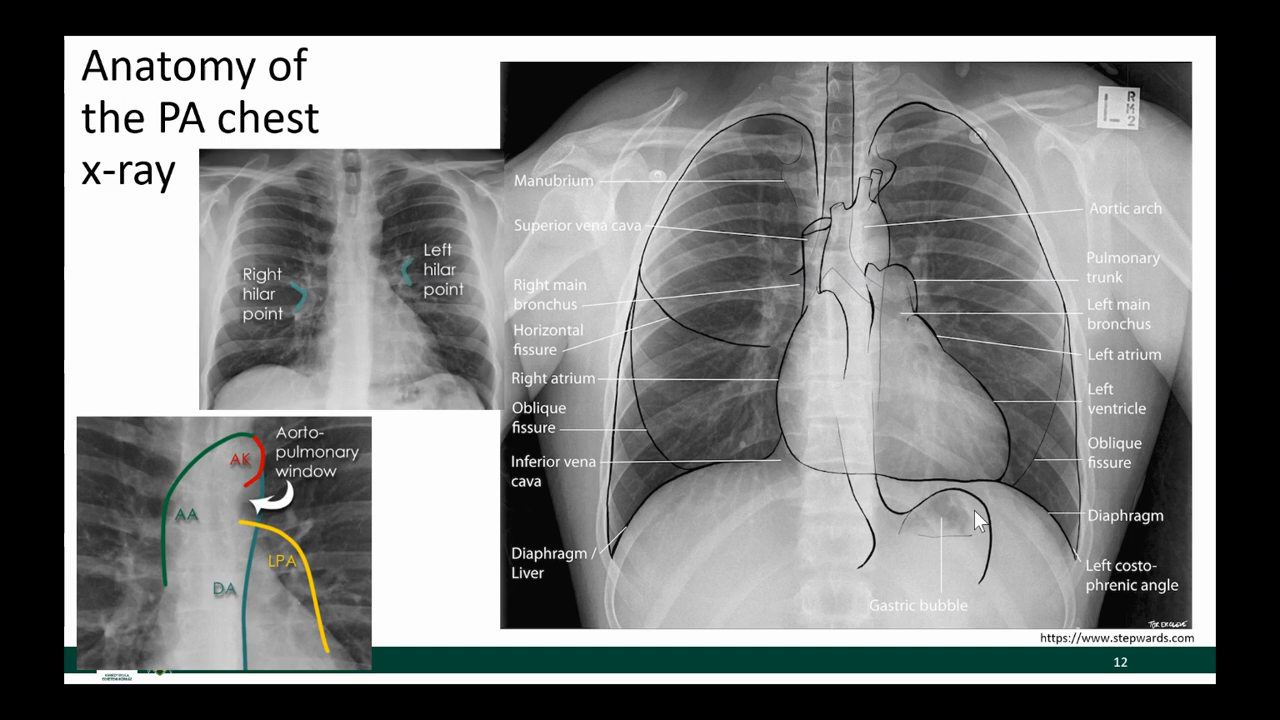 Anatomy of
the PA chest
x-ray
Right
hilar
point
Left
hilar
point
AK
Aorto-
pulmonary
window
AA
LPA
DA
L
RM2
Manubrium
Superior vena cava
Right main
bronchus
Horizontal
fissure
Right atrium
Oblique
fissure
Inferior vena
cava
Diaphragm /
Liver
Aortic arch
Pulmonary
trunk
Left main
bronchus
Left atrium
Left
ventricle
Oblique
fissure
Diaphragm
Left costo-
phrenic angle
Gastric bubble
https://www.stepwards.com
12